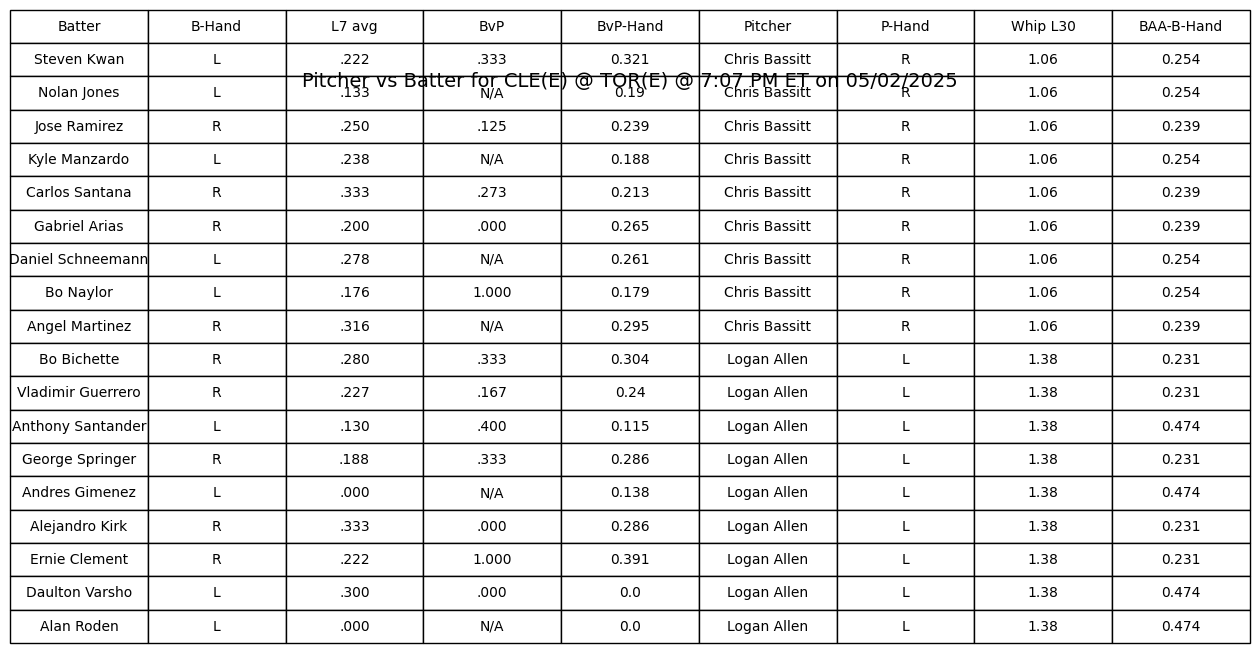 Batter B-Hand L7 avg BvP BvP-Hand Pitcher P-Hand Whip L30 BAA-B-Hand
Steven Kwan L .222 .333 0.321 Chris Bassitt R 1.06 0.254
Pitcher vs Batter for CLE(E) @ TOR(E) @ 7:07 PM ET on 05/02/2025
Nolan Jones L .133 N/A 0.19 Chris Bassitt R 1.06 0.254
Jose Ramirez R .250 .125 0.239 Chris Bassitt R 1.06 0.239
Kyle Manzardo L .238 N/A 0.188 Chris Bassitt R 1.06 0.254
Carlos Santana R .333 .273 0.213 Chris Bassitt R 1.06 0.239
Gabriel Arias R .200 .000 0.265 Chris Bassitt R 1.06 0.239
Daniel Schneemann L .278 N/A 0.261 Chris Bassitt R 1.06 0.254
Bo Naylor L .176 1.000 0.179 Chris Bassitt R 1.06 0.254
Angel Martinez R .316 N/A 0.295 Chris Bassitt R 1.06 0.239
Bo Bichette R .280 .333 0.304 Logan Allen L 1.38 0.231
Vladimir Guerrero R .227 .167 0.24 Logan Allen L 1.38 0.231
Anthony Santander L .130 .400 0.115 Logan Allen L 1.38 0.474
George Springer R .188 .333 0.286 Logan Allen L 1.38 0.231
Andres Gimenez L .000 N/A 0.138 Logan Allen L 1.38 0.474
Alejandro Kirk R .333 .000 0.286 Logan Allen L 1.38 0.231
Ernie Clement R .222 1.000 0.391 Logan Allen L 1.38 0.231
Daulton Varsho L .300 .000 0.0 Logan Allen L 1.38 0.474
Alan Roden L .000 N/A 0.0 Logan Allen L 1.38 0.474